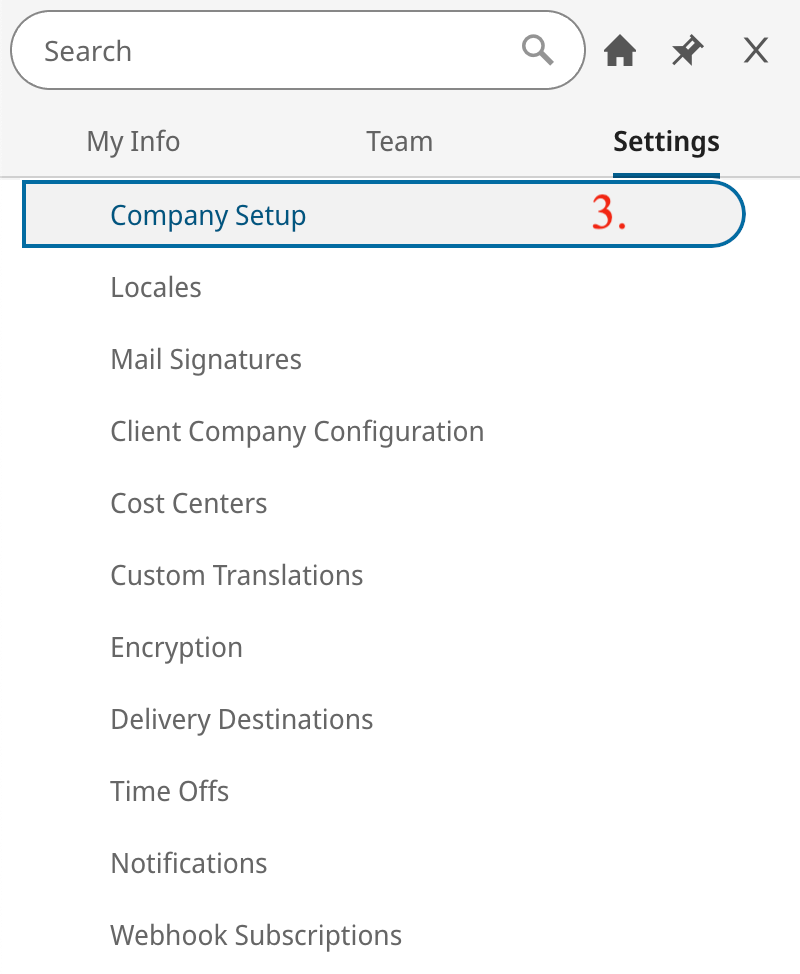 Search
My Info Team Settings
Company Setup 3.
Locales
Mail Signatures
Client Company Configuration
Cost Centers
Custom Translations
Encryption
Delivery Destinations
Time Offs
Notifications
Webhook Subscriptions